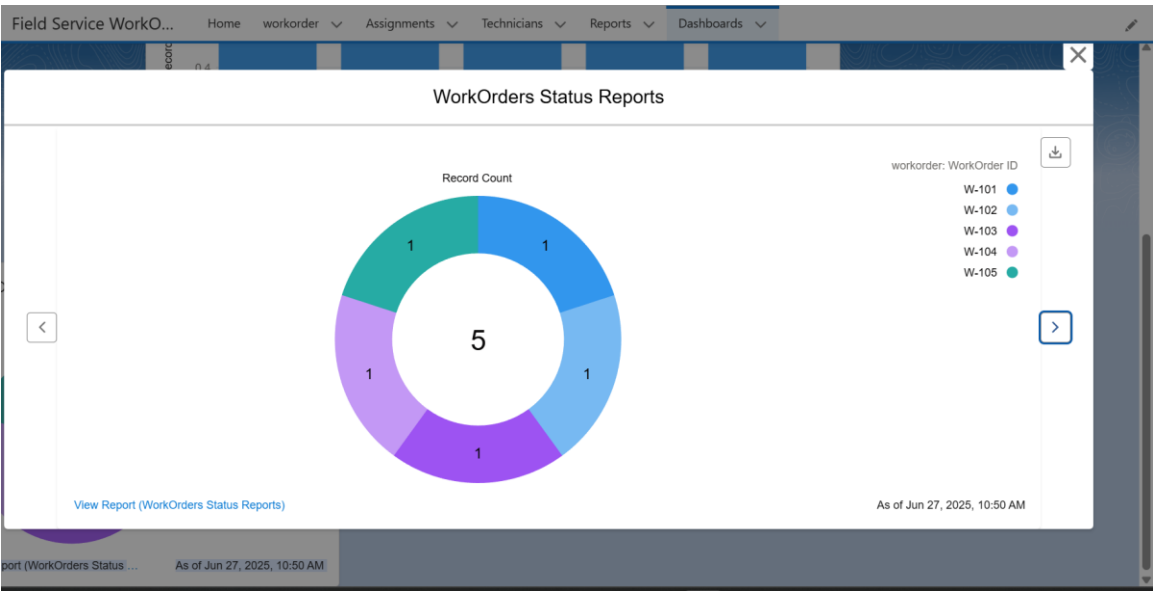 Field Service WorkO... Home workorder Assignments Technicians Reports Dashboards
0.4
WorkOrders Status Reports
Record Count
workorder: WorkOrder ID
W-101
W-102
W-103
W-104
W-105
1 1
5
1 1
1
View Report (WorkOrders Status Reports) As of Jun 27, 2025, 10:50 AM
port (WorkOrders Status ... As of Jun 27, 2025, 10:50 AM